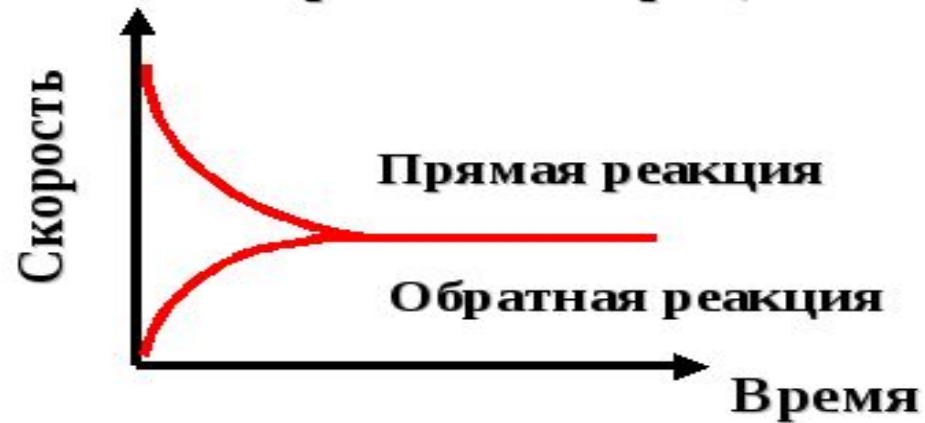 Скорость
Прямая реакция
Обратная реакция
Время